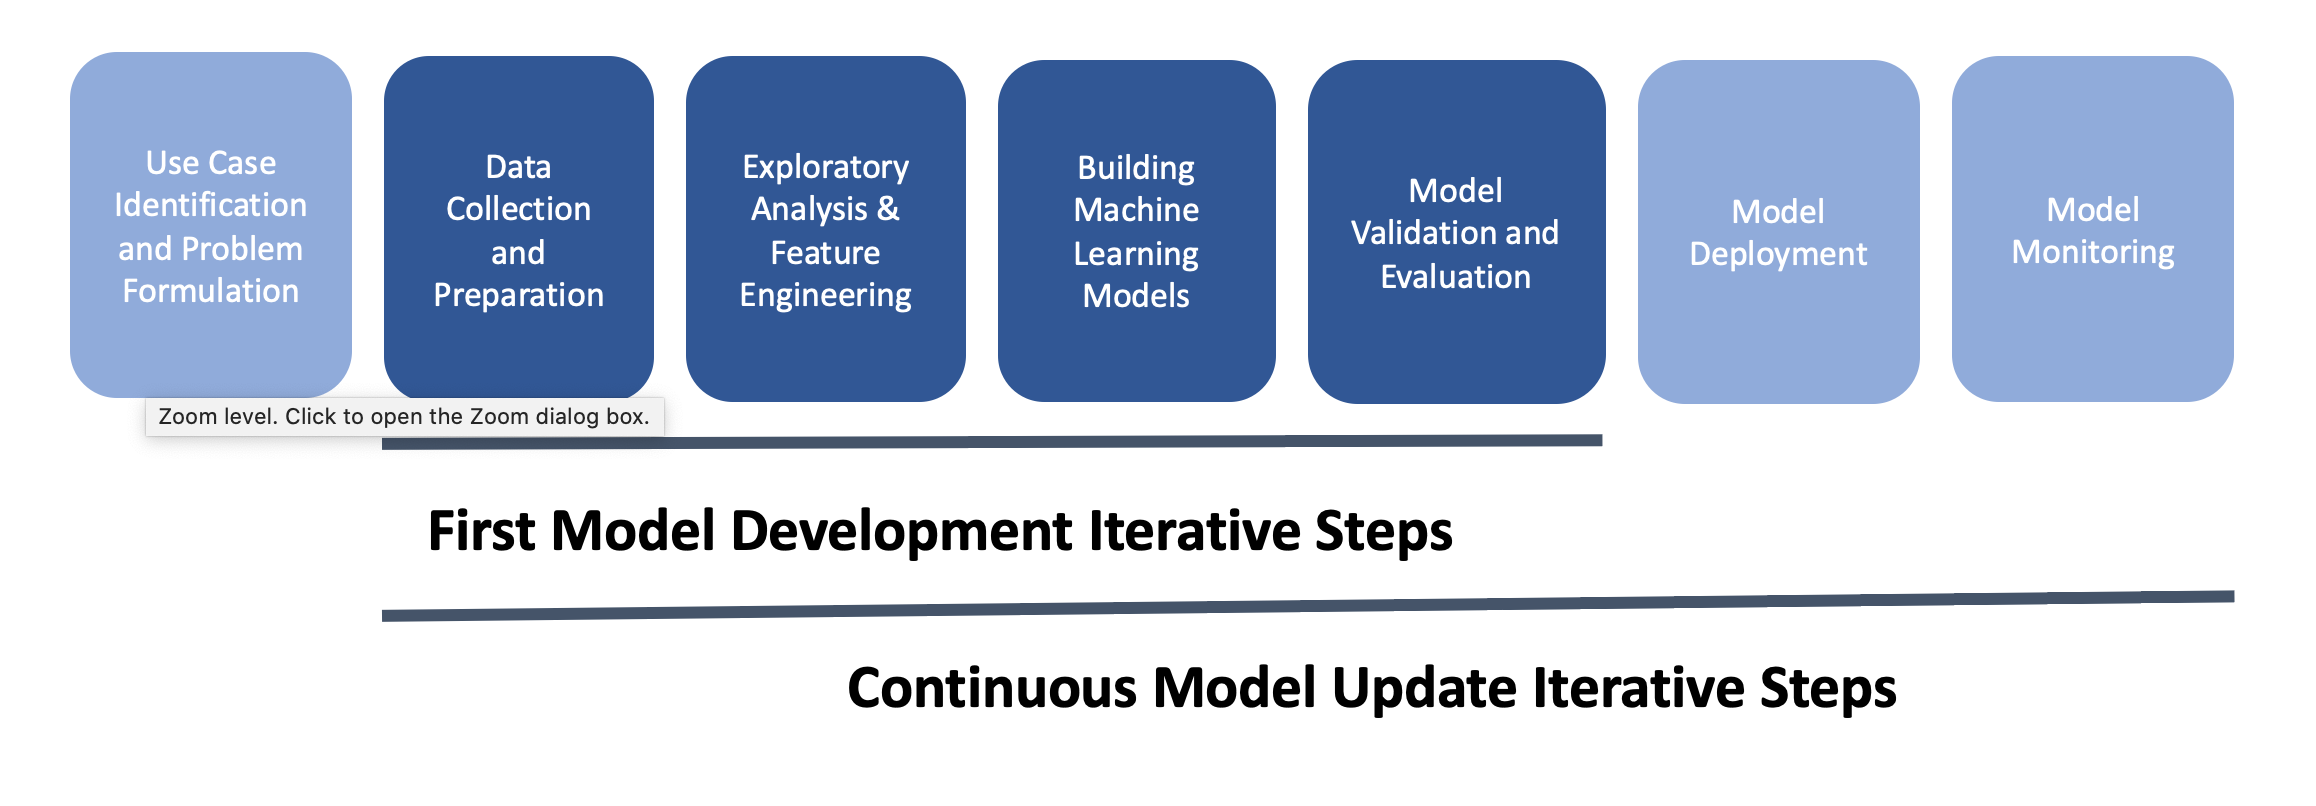 Use Case
Identification
and Problem
Formulation
Data
Collection
and
Preparation
Exploratory
Analysis &
Feature
Engineering
Building
Machine
Learning
Models
Model
Validation and
Evaluation
Model
Deployment
Model
Monitoring
Zoom level. Click to open the Zoom dialog box.
First Model Development Iterative Steps
Continuous Model Update Iterative Steps